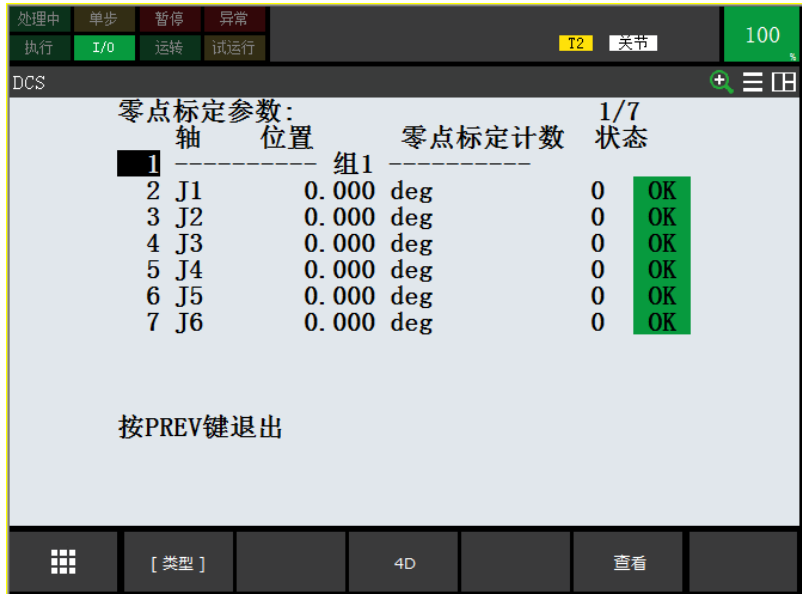 处理中 单步 暂停 异常
执行 I/0 运转 试运行 T2 关节 100 %
DCS
零点标定参数: 1/7
轴 位置 零点标定计数 状态
1 ---------- 组1 ----------
2 J1 0.000 deg 0 OK
3 J2 0.000 deg 0 OK
4 J3 0.000 deg 0 OK
5 J4 0.000 deg 0 OK
6 J5 0.000 deg 0 OK
7 J6 0.000 deg 0 OK
按PREV键退出
[ 类型 ] 4D 查看